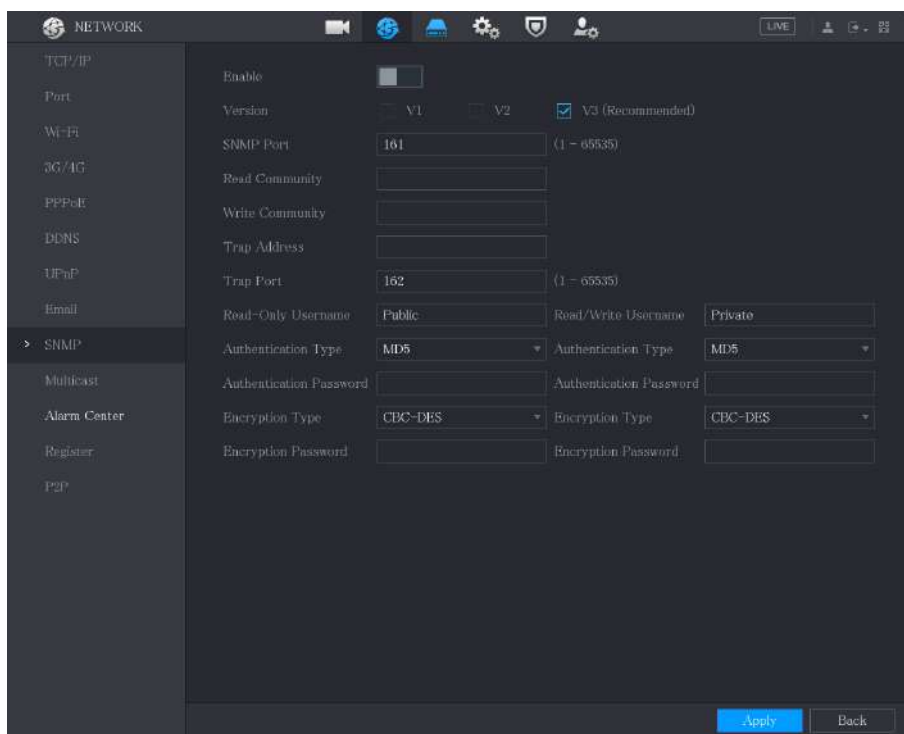 NETWORK LIVE
TCP/IP
Port
Wi-Fi
3G/4G
PPPoE
DDNS
UPnP
Email
SNMP
Multicast
Alarm Center
Register
P2P
Enable
Version V1 V2 V3 (Recommended)
SNMP Port 161 (1 - 65535)
Read Community
Write Community
Trap Address
Trap Port 162 (1 - 65535)
Read-Only Username Public Read/Write Username Private
Authentication Type MD5 Authentication Type MD5
Authentication Password Authentication Password
Encryption Type CBC-DES Encryption Type CBC-DES
Encryption Password Encryption Password
Apply Back